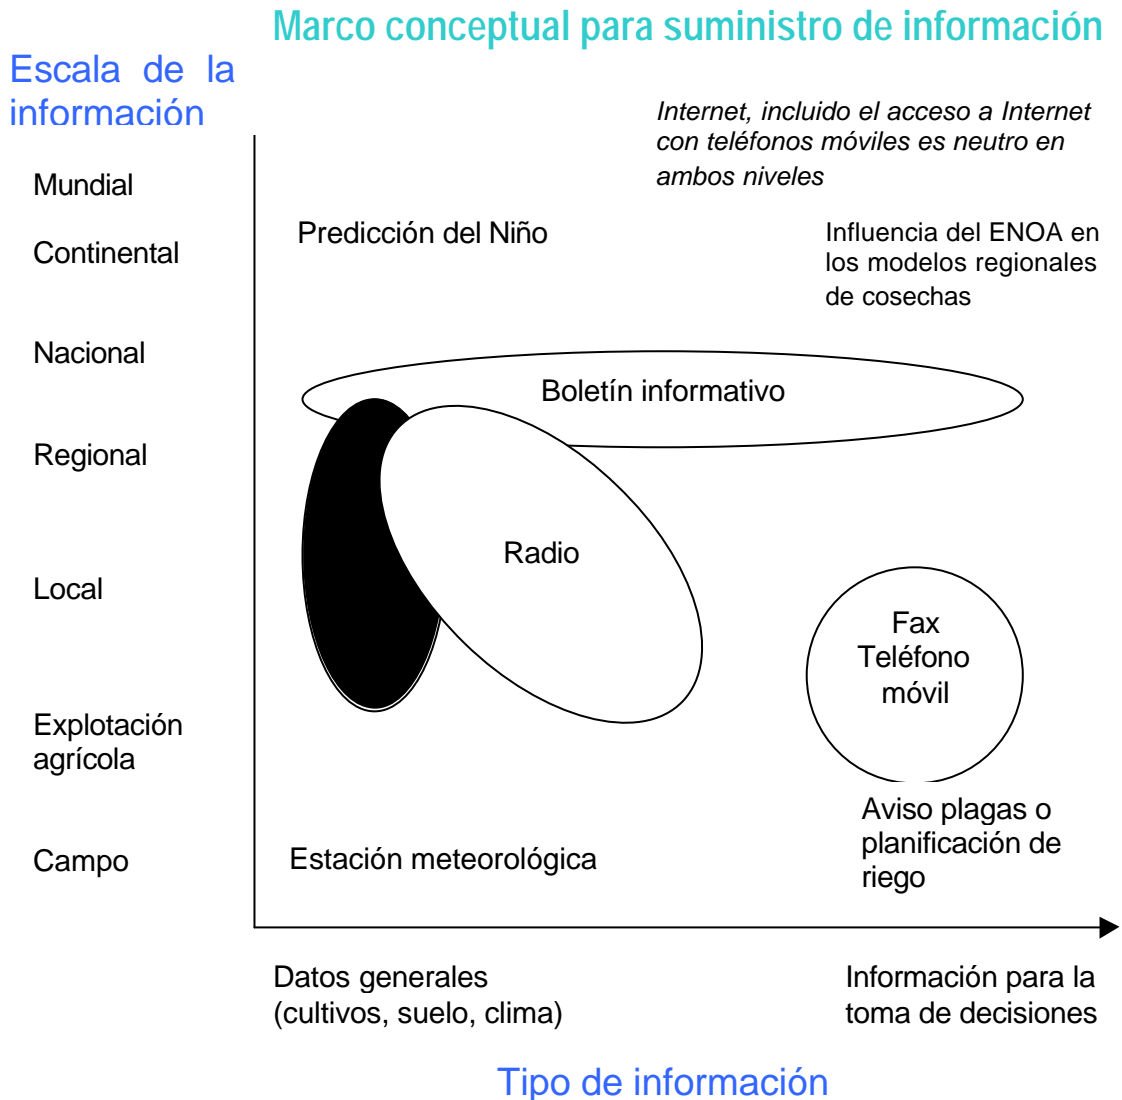 Marco conceptual para suministro de información
Escala de la
información
Internet, incluido el acceso a Internet
con teléfonos móviles es neutro en
ambos niveles
Mundial
Predicción del Niño
Continental
Influencia del ENOA en
los modelos regionales
de cosechas
Nacional
Boletín informativo
Regional
Radio
Local
Fax
Teléfono
móvil
Explotación
agrícola
Aviso plagas o
planificación de
riego
Campo
Estación meteorológica
Datos generales
(cultivos, suelo, clima)
Información para la
toma de decisiones
Tipo de información